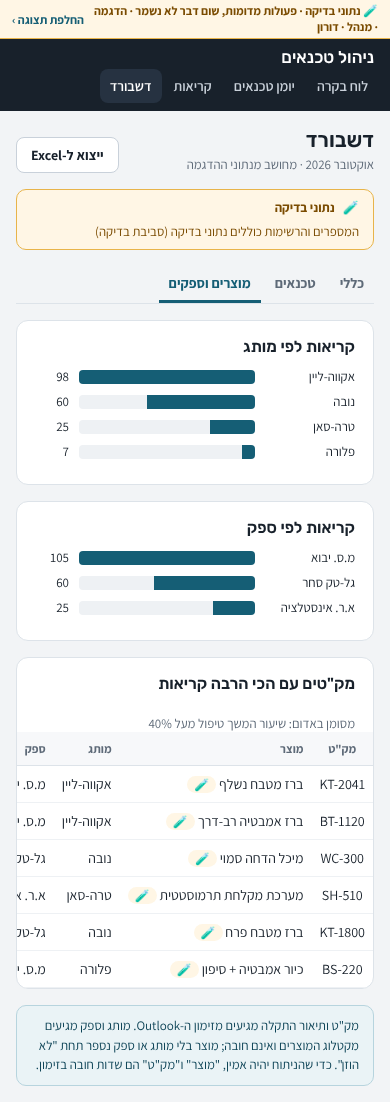 🧪 נתוני בדיקה · פעולות מדומות, שום דבר לא נשמר · הדגמה
· מנהל · דורון
החלפת תצוגה ›
ניהול טכנאים
לוח בקרה יומן טכנאים קריאות דשבורד
דשבורד
אוקטובר 2026 · מחושב מנתוני ההדגמה
ייצוא ל-Excel
🧪 נתוני בדיקה
המספרים והרשימות כוללים נתוני בדיקה (סביבת בדיקה)
כללי טכנאים מוצרים וספקים
קריאות לפי מותג
אקווה-ליין 98
נובה 60
טרה-סאן 25
פלורה 7
קריאות לפי ספק
מ.ס. יבוא 105
גל-טק סחר 60
א.ר. אינסטלציה 25
מק"טים עם הכי הרבה קריאות
מסומן באדום: שיעור המשך טיפול מעל 40%
מק"ט מוצר מותג ספק
KT-2041 ברז מטבח נשלף 🧪 אקווה-ליין מ.ס. י
BT-1120 ברז אמבטיה רב-דרך 🧪 אקווה-ליין מ.ס. י
WC-300 מיכל הדחה סמוי 🧪 נובה גל-טק
SH-510 מערכת מקלחת תרמוסטטית 🧪 טרה-סאן א.ר. א
KT-1800 ברז מטבח פרח 🧪 נובה גל-טק
BS-220 כיור אמבטיה + סיפון 🧪 פלורה מ.ס. י
מק"ט ותיאור התקלה מגיעים מזימון ה-Outlook. מותג וספק מגיעים
מקטלוג המוצרים ואינם חובה; מוצר בלי מותג או ספק נספר תחת "לא
הוזן". כדי שהניתוח יהיה אמין, "מוצר" ו"מק"ט" הם שדות חובה בזימון.